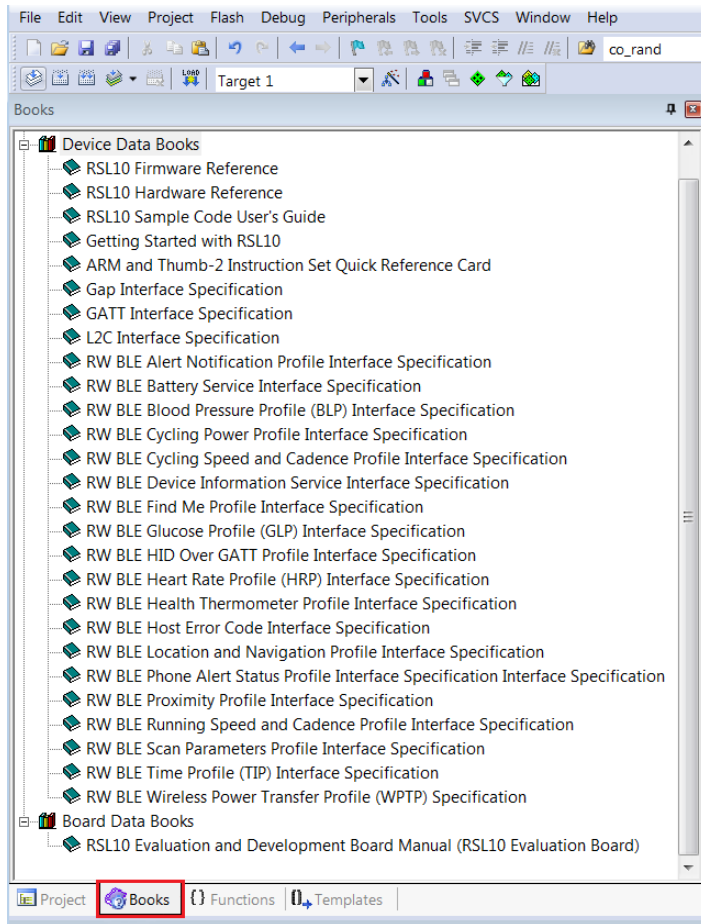 File Edit View Project Flash Debug Peripherals Tools SVCS Window Help
co_rand
LOAD Target 1
Books
Device Data Books
RSL10 Firmware Reference
RSL10 Hardware Reference
RSL10 Sample Code User's Guide
Getting Started with RSL10
ARM and Thumb-2 Instruction Set Quick Reference Card
Gap Interface Specification
GATT Interface Specification
L2C Interface Specification
RW BLE Alert Notification Profile Interface Specification
RW BLE Battery Service Interface Specification
RW BLE Blood Pressure Profile (BLP) Interface Specification
RW BLE Cycling Power Profile Interface Specification
RW BLE Cycling Speed and Cadence Profile Interface Specification
RW BLE Device Information Service Interface Specification
RW BLE Find Me Profile Interface Specification
RW BLE Glucose Profile (GLP) Interface Specification
RW BLE HID Over GATT Profile Interface Specification
RW BLE Heart Rate Profile (HRP) Interface Specification
RW BLE Health Thermometer Profile Interface Specification
RW BLE Host Error Code Interface Specification
RW BLE Location and Navigation Profile Interface Specification
RW BLE Phone Alert Status Profile Interface Specification Interface Specification
RW BLE Proximity Profile Interface Specification
RW BLE Running Speed and Cadence Profile Interface Specification
RW BLE Scan Parameters Profile Interface Specification
RW BLE Time Profile (TIP) Interface Specification
RW BLE Wireless Power Transfer Profile (WPTP) Specification
Board Data Books
RSL10 Evaluation and Development Board Manual (RSL10 Evaluation Board)
Project Books {} Functions Templates